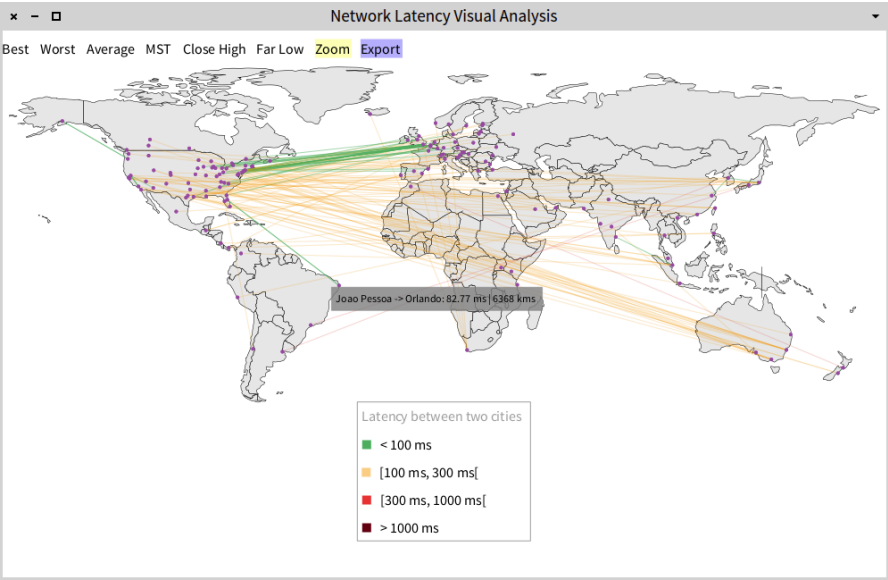 Network Latency Visual Analysis
Best Worst Average MST Close High Far Low Zoom Export
Joao Pessoa -> Orlando: 82.77 ms | 6368 kms
Latency between two cities
< 100 ms
[100 ms, 300 ms[
[300 ms, 1000 ms[
> 1000 ms